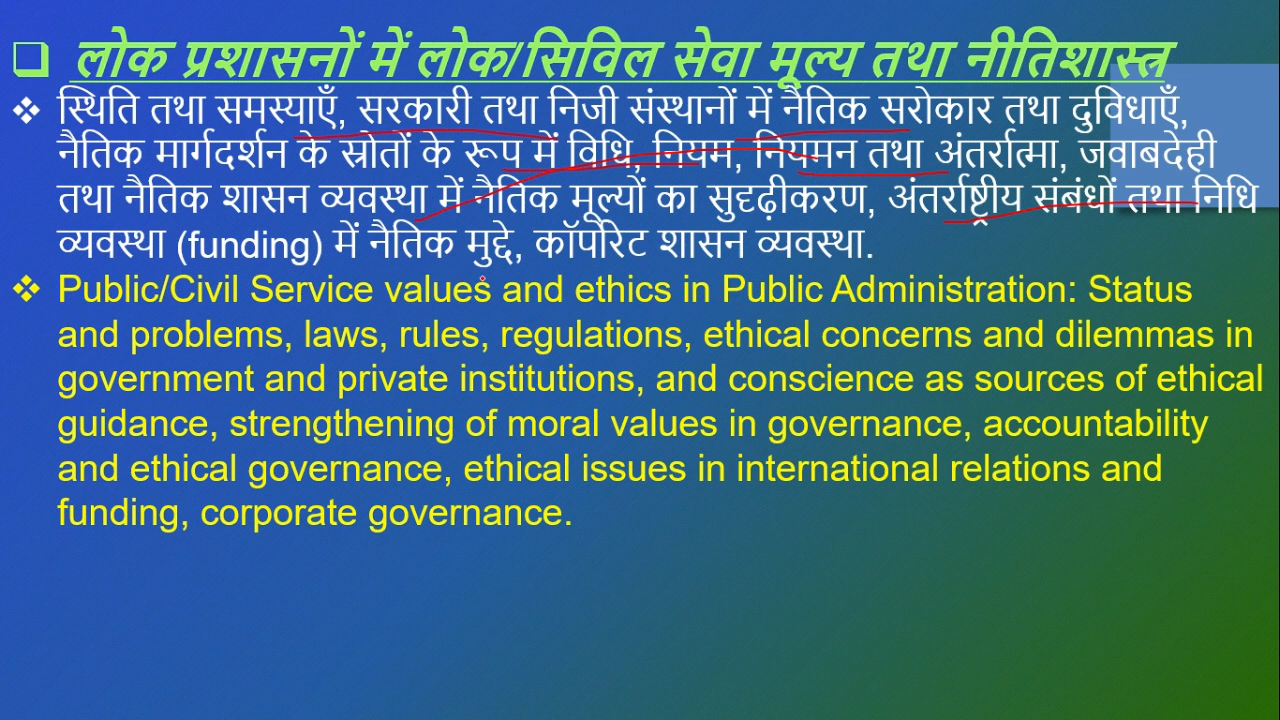 लोक प्रशासनों में लोक/सिविल सेवा मूल्य तथा नीतिशास्त्र
स्थिति तथा समस्याएँ, सरकारी तथा निजी संस्थानों में नैतिक सरोकार तथा दुविधाएँ,
नैतिक मार्गदर्शन के स्रोतों के रूप में विधि, नियम, नियमन तथा अंतर्रात्मा, जवाबदेही
तथा नैतिक शासन व्यवस्था में नैतिक मूल्यों का सुदृढ़ीकरण, अंतर्राष्ट्रीय संबंधों तथा निधि
व्यवस्था (funding) में नैतिक मुद्दे, कॉर्पोरेट शासन व्यवस्था.
Public/Civil Service values and ethics in Public Administration: Status
and problems, laws, rules, regulations, ethical concerns and dilemmas in
government and private institutions, and conscience as sources of ethical
guidance, strengthening of moral values in governance, accountability
and ethical governance, ethical issues in international relations and
funding, corporate governance.